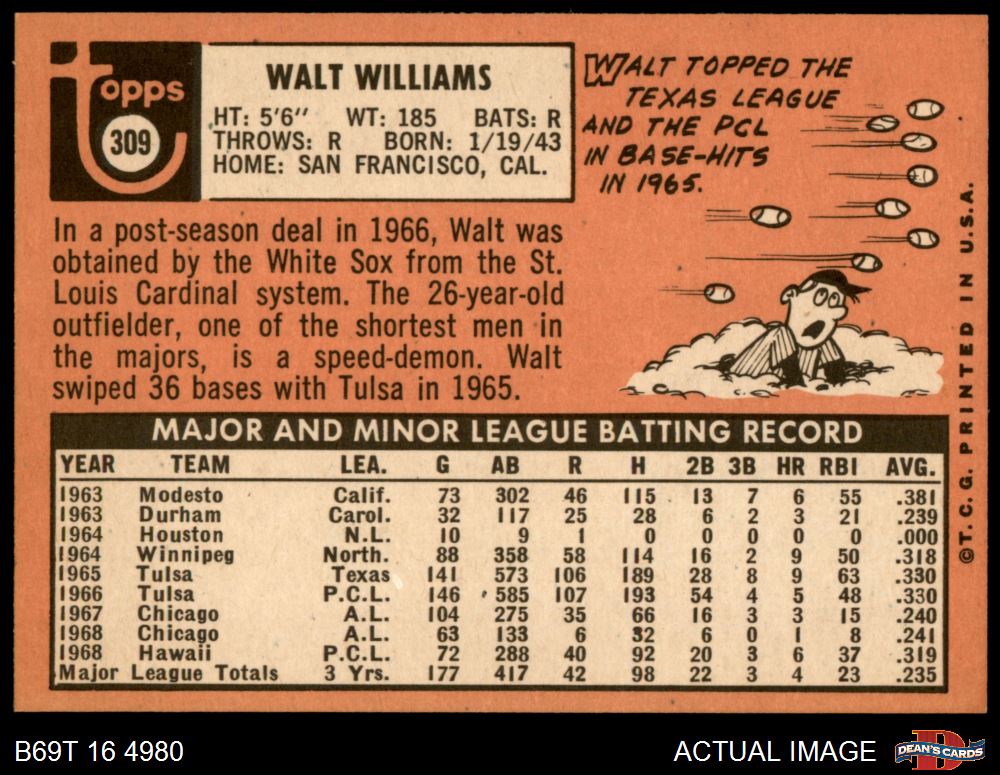 topps
309
WALT WILLIAMS
HT: 5'6" WT: 185 BATS: R
THROWS: R BORN: 1/19/43
HOME: SAN FRANCISCO, CAL.
WALT TOPPED THE
TEXAS LEAGUE
AND THE PCL
IN BASE-HITS
IN 1965.
In a post-season deal in 1966, Walt was
obtained by the White Sox from the St.
Louis Cardinal system. The 26-year-old
outfielder, one of the shortest men in
the majors, is a speed-demon. Walt
swiped 36 bases with Tulsa in 1965.
MAJOR AND MINOR LEAGUE BATTING RECORD
YEAR TEAM LEA. G AB R H 2B 3B HR RBI AVG.
1963 Modesto Calif. 73 302 46 115 13 7 6 55 .381
1963 Durham Carol. 32 117 25 28 6 2 3 21 .239
1964 Houston N.L. 10 9 1 0 0 0 0 0 .000
1964 Winnipeg North. 88 358 58 114 16 2 9 50 .318
1965 Tulsa Texas 141 573 106 189 28 8 9 63 .330
1966 Tulsa P.C.L. 146 585 107 193 54 4 5 48 .330
1967 Chicago A.L. 104 275 35 66 16 3 3 15 .240
1968 Chicago A.L. 63 133 6 32 6 0 1 8 .241
1968 Hawaii P.C.L. 72 288 40 92 20 3 6 37 .319
Major League Totals 3 Yrs. 177 417 42 98 22 3 4 23 .235
©T.C.G. PRINTED IN U.S.A.
B69T 16 4980
ACTUAL IMAGE
D
DEAN'S CARDS